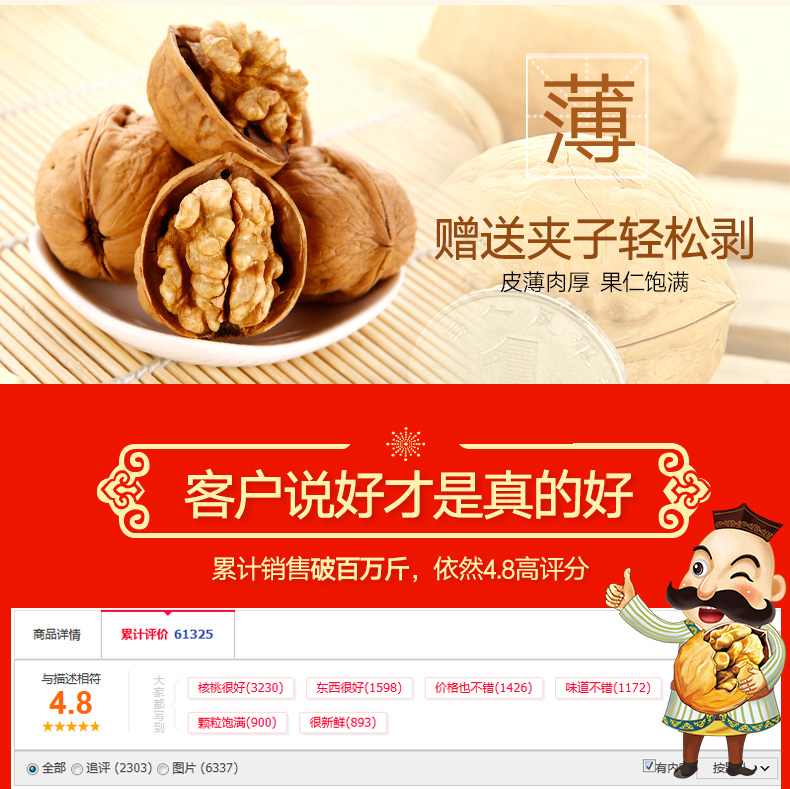 薄
赠送夹子轻松剥
皮薄肉厚 果仁饱满
1
客户说好才是真的好
累计销售破百万斤，依然4.8高评分
商品详情 累计评价 61325
与描述相符
4.8
大家都写到
核桃很好(3230) 东西很好(1598) 价格也不错(1426) 味道不错(1172)
颗粒饱满(900) 很新鲜(893)
全部 追评 (2303) 图片 (6337) 有内 按